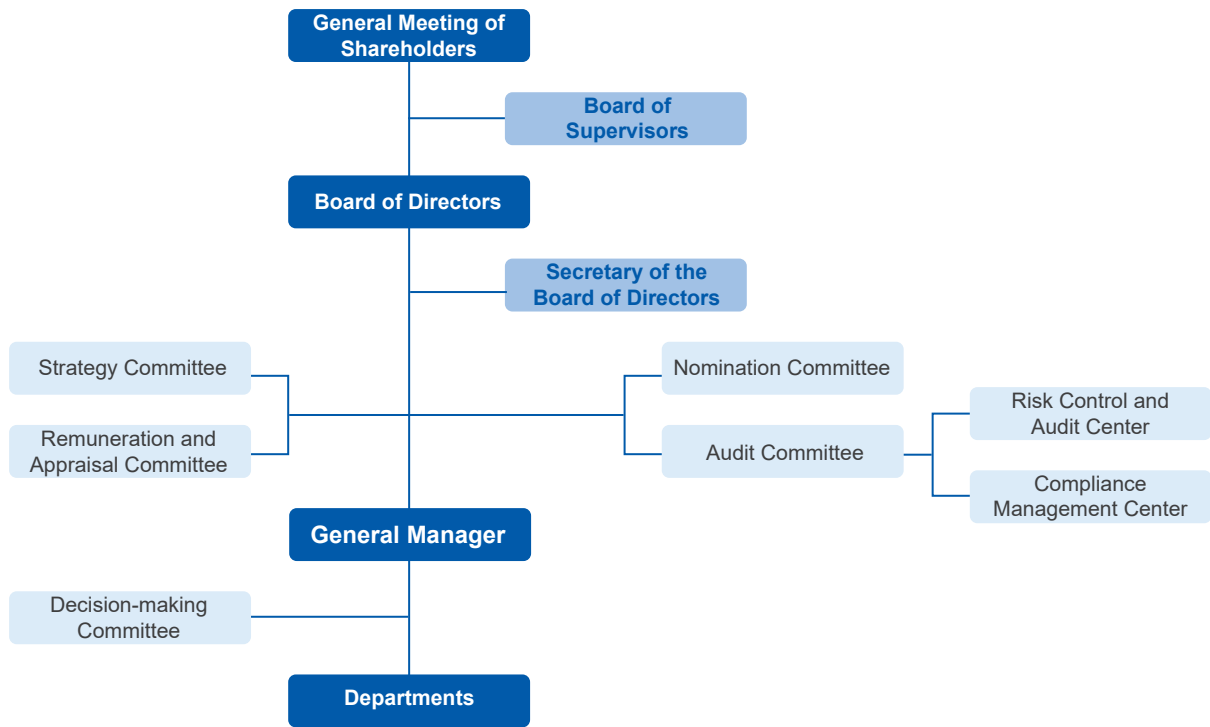 General Meeting of
Shareholders
Board of
Supervisors
Board of Directors
Secretary of the
Board of Directors
Strategy Committee
Nomination Committee
Remuneration and
Appraisal Committee
Audit Committee
Risk Control and
Audit Center
Compliance
Management Center
General Manager
Decision-making
Committee
Departments